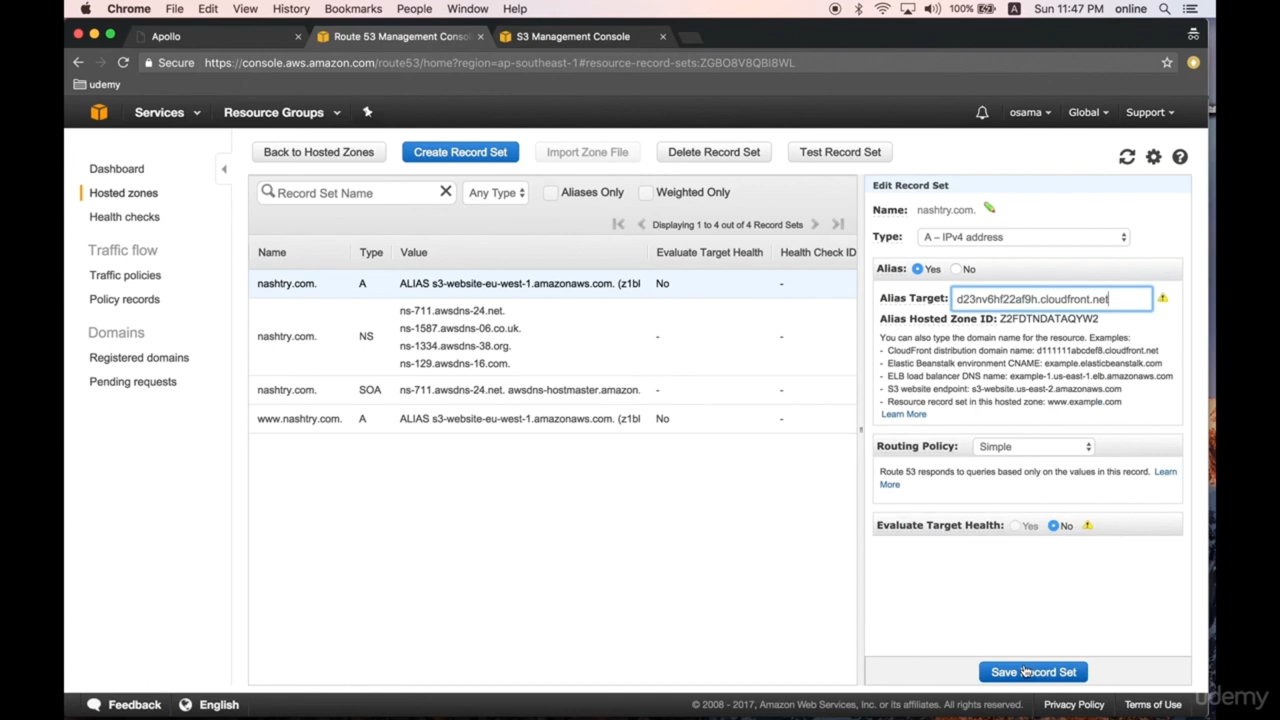 Chrome File Edit View History Bookmarks People Window Help 100% A Sun 11:47 PM online
Apollo Route 53 Management Consol S3 Management Console
Secure https://console.aws.amazon.com/route53/home?region=ap-southeast-1#resource-record-sets:ZGBO8V8QBI8WL
udemy
Services Resource Groups osama Global Support
Dashboard
Hosted zones
Health checks
Traffic flow
Traffic policies
Policy records
Domains
Registered domains
Pending requests
Back to Hosted Zones Create Record Set Import Zone File Delete Record Set Test Record Set
Record Set Name Any Type Aliases Only Weighted Only
Displaying 1 to 4 out of 4 Record Sets
Name Type Value Evaluate Target Health Health Check ID
nashtry.com. A ALIAS s3-website-eu-west-1.amazonaws.com. (z1bl No -
ns-711.awsdns-24.net.
ns-1587.awsdns-06.co.uk.
nashtry.com. NS - -
ns-1334.awsdns-38.org.
ns-129.awsdns-16.com.
nashtry.com. SOA ns-711.awsdns-24.net. awsdns-hostmaster.amazon. - -
www.nashtry.com. A ALIAS s3-website-eu-west-1.amazonaws.com. (z1bl No -
Edit Record Set
Name: nashtry.com.
Type: A – IPv4 address
Alias: Yes No
Alias Target: d23nv6hf22af9h.cloudfront.net
Alias Hosted Zone ID: Z2FDTNDATAQYW2
You can also type the domain name for the resource. Examples:
- CloudFront distribution domain name: d111111abcdef8.cloudfront.net
- Elastic Beanstalk environment CNAME: example.elasticbeanstalk.com
- ELB load balancer DNS name: example-1.us-east-1.elb.amazonaws.com
- S3 website endpoint: s3-website.us-east-2.amazonaws.com
- Resource record set in this hosted zone: www.example.com
Learn More
Routing Policy: Simple
Route 53 responds to queries based only on the values in this record. Learn
More
Evaluate Target Health: Yes No
Save Record Set
Feedback English © 2008 - 2017, Amazon Web Services, Inc. or its affiliates. All rights reserved. Privacy Policy Terms of Use
udemy